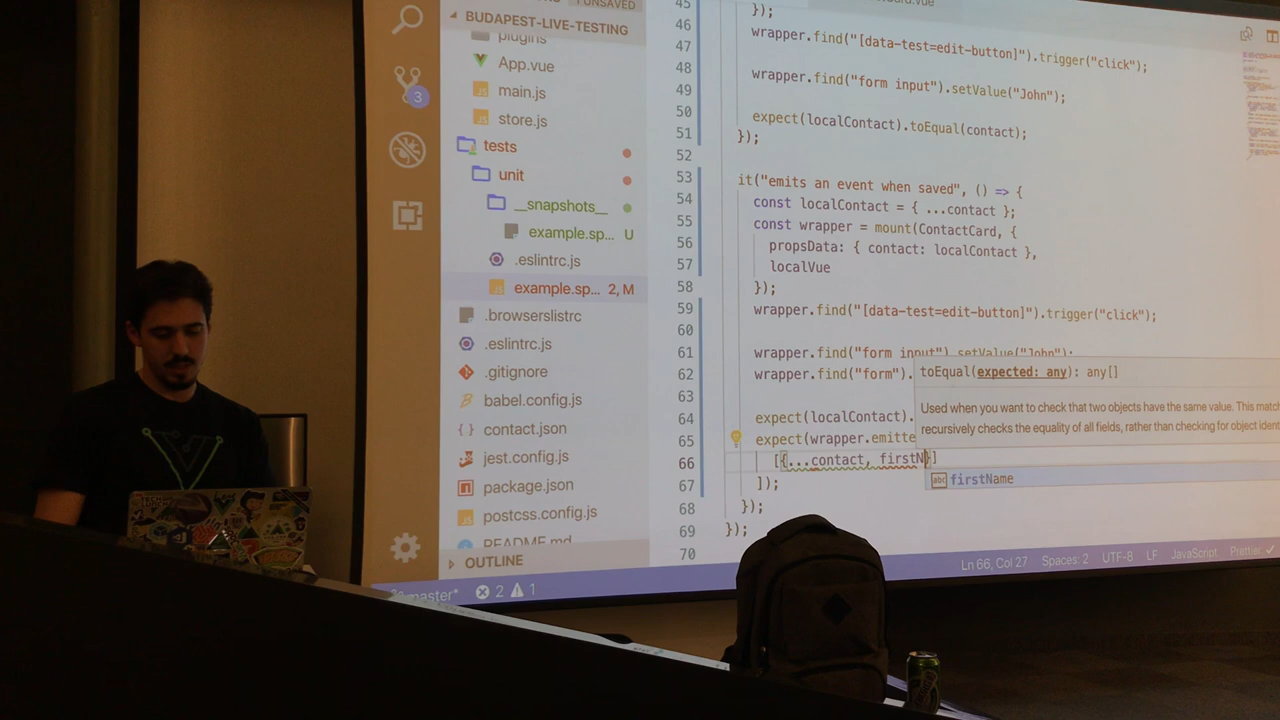 1 UNSAVED
BUDAPEST-LIVE-TESTING
plugins
App.vue
main.js
store.js
tests
unit
__snapshots__
example.sp... U
.eslintrc.js
example.sp... 2, M
.browserslistrc
.eslintrc.js
.gitignore
babel.config.js
contact.json
jest.config.js
package.json
postcss.config.js
README.md
OUTLINE
3
45 });
46 wrapper.find("[data-test=edit-button]").trigger("click");
47
48 wrapper.find("form input").setValue("John");
49
50 expect(localContact).toEqual(contact);
51 });
52
53 it("emits an event when saved", () => {
54 const localContact = { ...contact };
55 const wrapper = mount(ContactCard, {
56 propsData: { contact: localContact },
57 localVue
58 });
59 wrapper.find("[data-test=edit-button]").trigger("click");
60
61 wrapper.find("form input").setValue("John");
62 wrapper.find("form").
63
64 expect(localContact).
65 expect(wrapper.emitte
66 [{...contact, firstN}]
67 ]);
68 });
69 });
70
toEqual(expected: any): any[]
Used when you want to check that two objects have the same value. This
recursively checks the equality of all fields, rather than checking for object
abc firstName
master* 2 1
Ln 66, Col 27 Spaces: 2 UTF-8 LF JavaScript Prettier